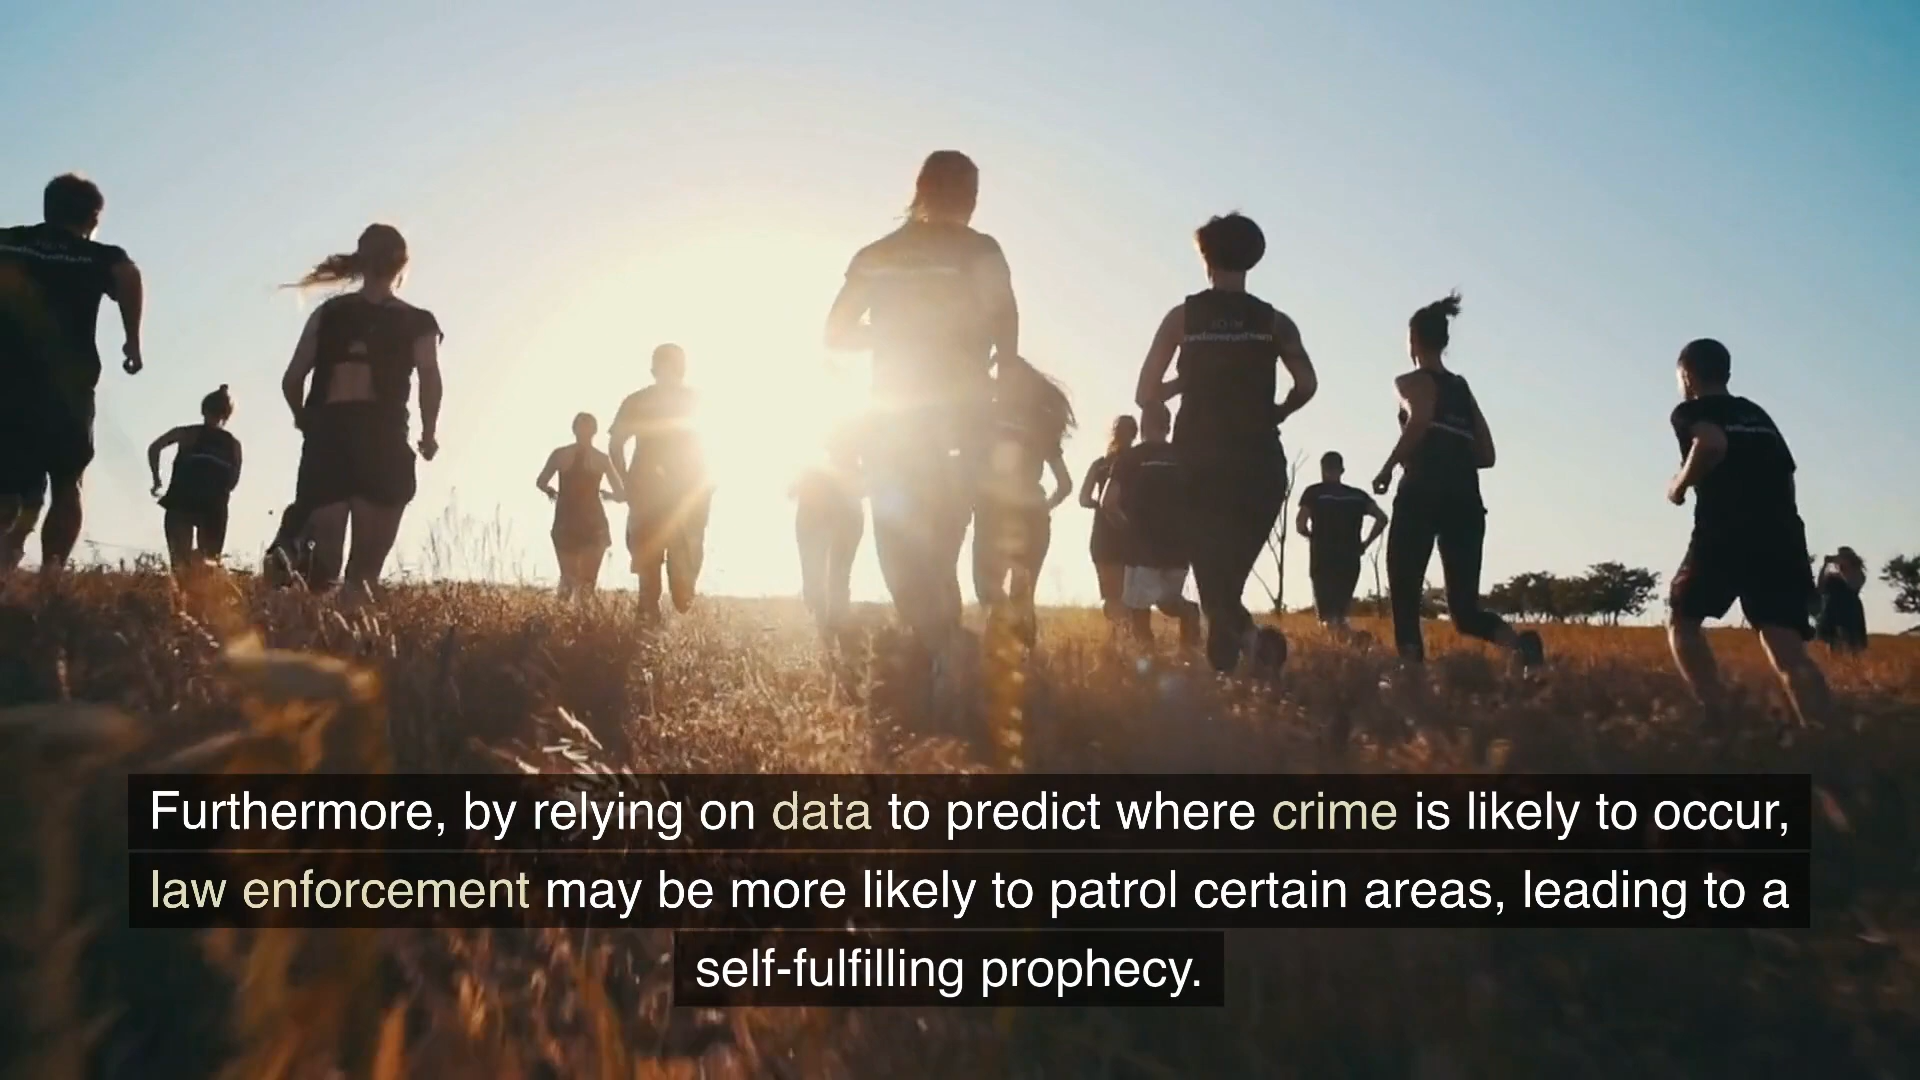 Furthermore, by relying on data to predict where crime is likely to occur,
law enforcement may be more likely to patrol certain areas, leading to a
self-fulfilling prophecy.